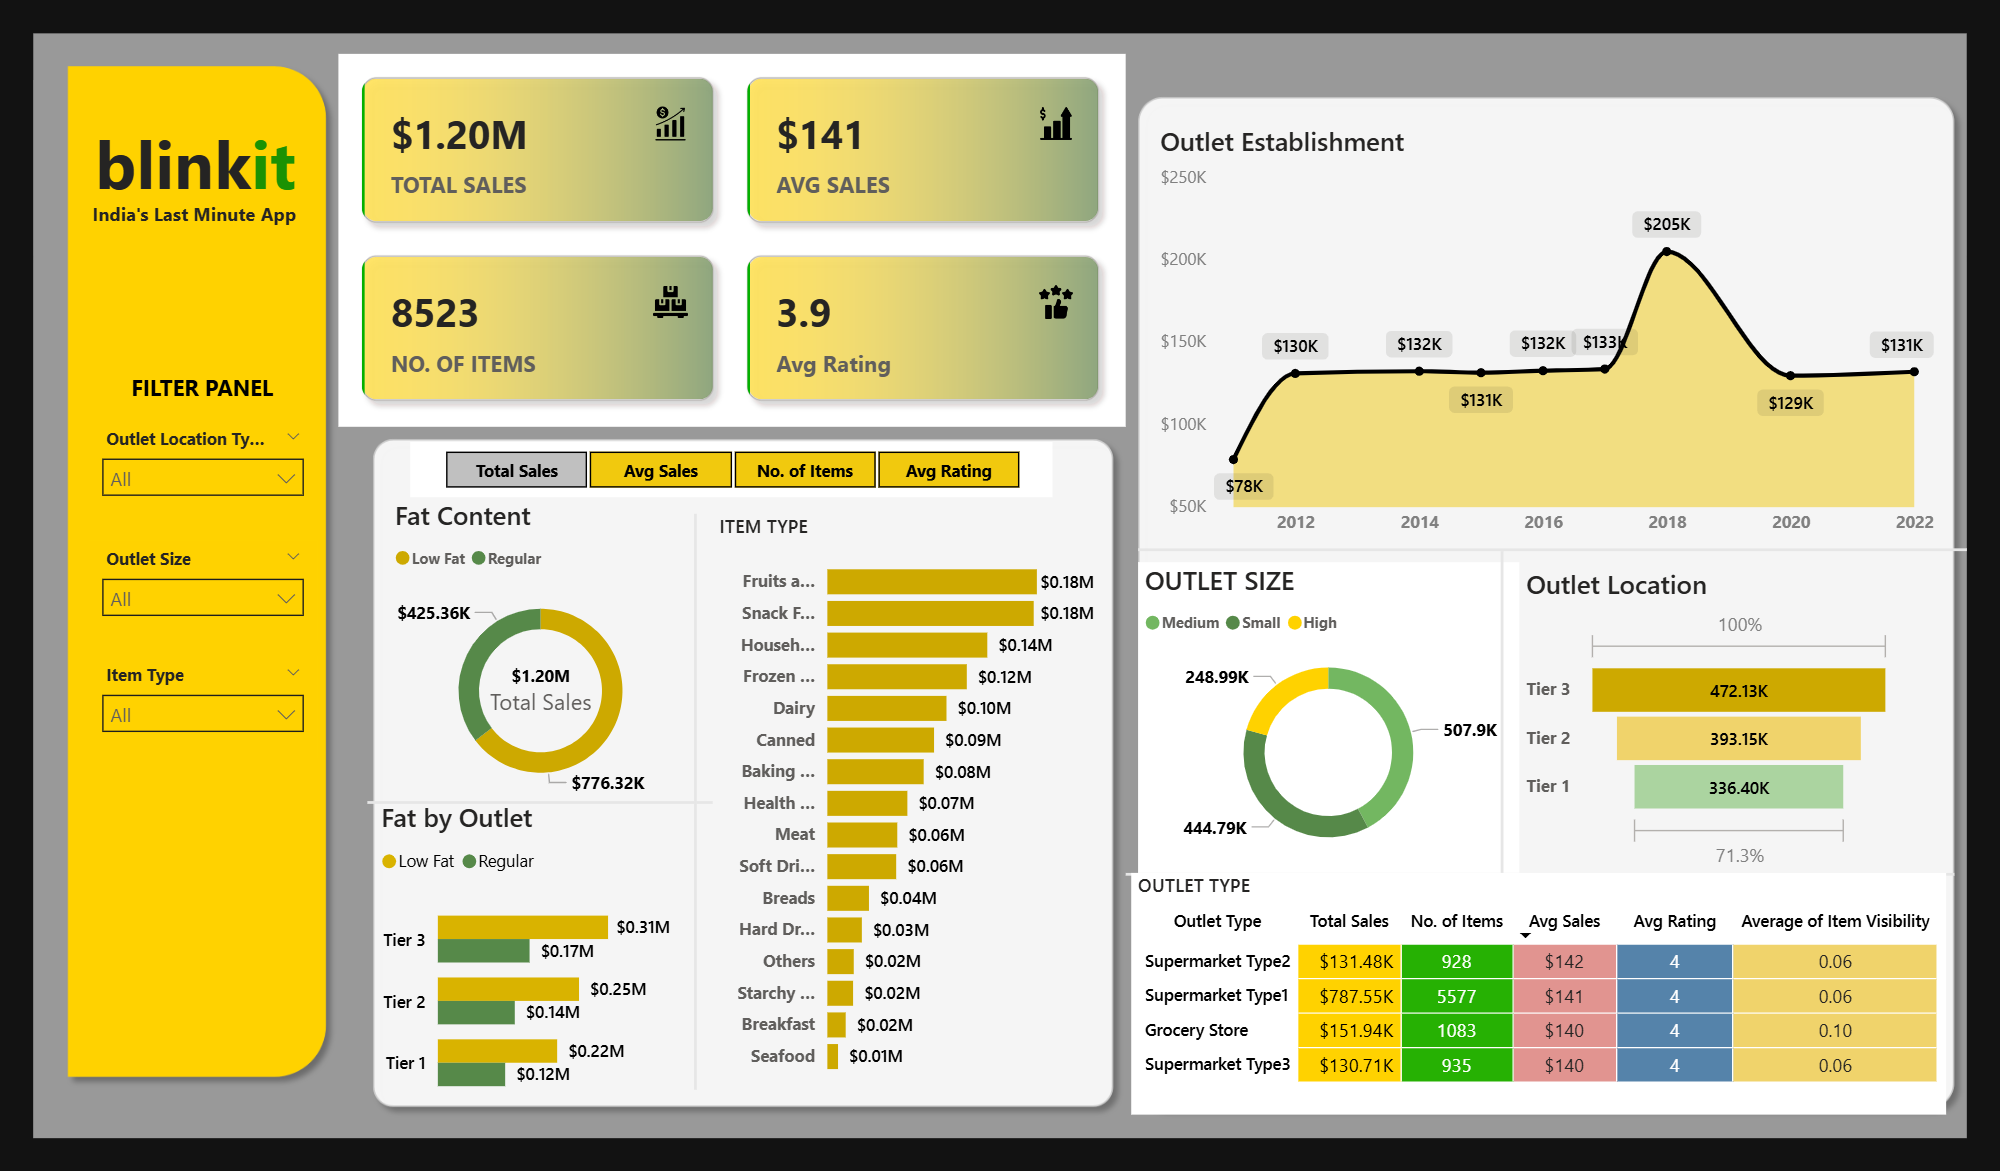 blinkit
India's Last Minute App
FILTER PANEL
Outlet Location Ty...
All
Outlet Size
All
Item Type
All
$1.20M
TOTAL SALES
$141
AVG SALES
8523
NO. OF ITEMS
3.9
Avg Rating
Total Sales Avg Sales No. of Items Avg Rating
Fat Content
Low Fat Regular
$425.36K
$1.20M
Total Sales
$776.32K
Fat by Outlet
Low Fat Regular
Tier 3 $0.31M
$0.17M
Tier 2 $0.25M
$0.14M
Tier 1 $0.22M
$0.12M
ITEM TYPE
Fruits a... $0.18M
Snack F... $0.18M
Househ... $0.14M
Frozen ... $0.12M
Dairy $0.10M
Canned $0.09M
Baking ... $0.08M
Health ... $0.07M
Meat $0.06M
Soft Dri... $0.06M
Breads $0.04M
Hard Dr... $0.03M
Others $0.02M
Starchy ... $0.02M
Breakfast $0.02M
Seafood $0.01M
Outlet Establishment
$250K
$200K
$150K
$100K
$50K
$78K
$130K
$132K
$131K
$132K
$133K
$205K
$129K
$131K
2012 2014 2016 2018 2020 2022
OUTLET SIZE
Medium Small High
248.99K
507.9K
444.79K
Outlet Location
100%
Tier 3 472.13K
Tier 2 393.15K
Tier 1 336.40K
71.3%
OUTLET TYPE
Outlet Type Total Sales No. of Items Avg Sales Avg Rating Average of Item Visibility
Supermarket Type2 $131.48K 928 $142 4 0.06
Supermarket Type1 $787.55K 5577 $141 4 0.06
Grocery Store $151.94K 1083 $140 4 0.10
Supermarket Type3 $130.71K 935 $140 4 0.06